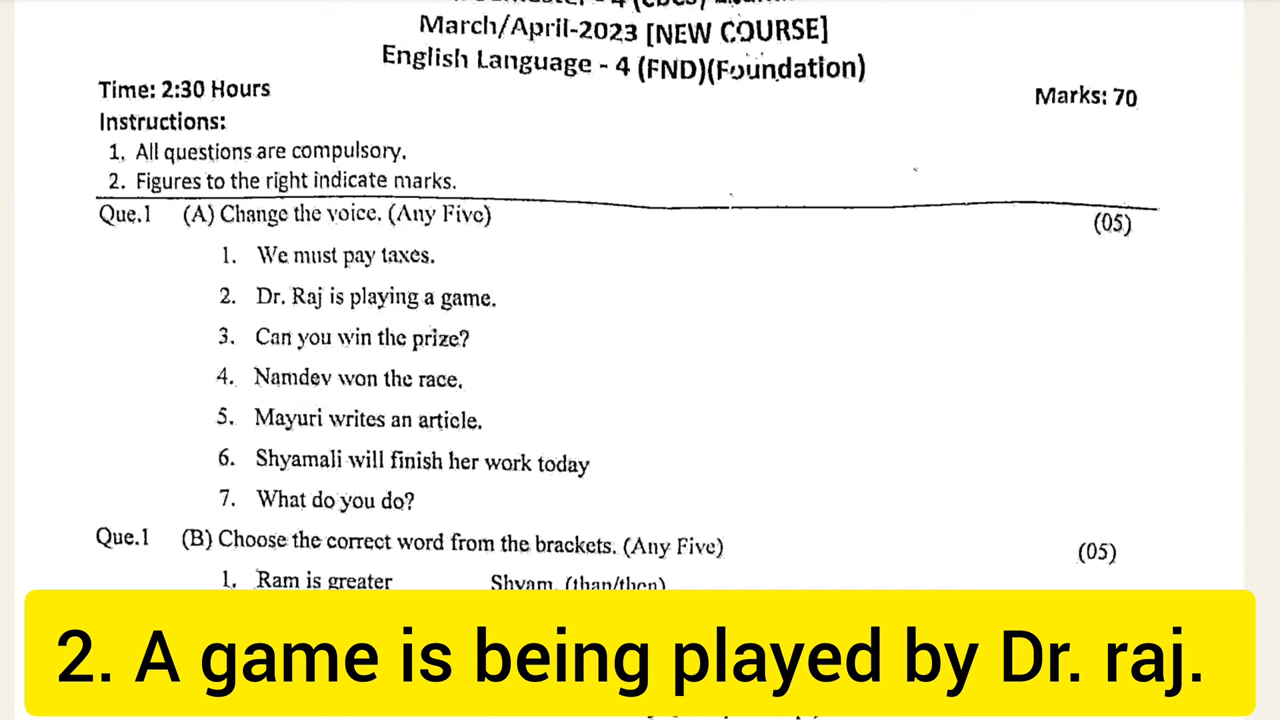 March/April-2023 [NEW COURSE]
English Language - 4 (FND)(Foundation)
Time: 2:30 Hours
Marks: 70
Instructions:
1. All questions are compulsory.
2. Figures to the right indicate marks.
Que.1 (A) Change the voice. (Any Five) (05)
1. We must pay taxes.
2. Dr. Raj is playing a game.
3. Can you win the prize?
4. Namdev won the race.
5. Mayuri writes an article.
6. Shyamali will finish her work today
7. What do you do?
Que.1 (B) Choose the correct word from the brackets. (Any Five) (05)
1. Ram is greater Shyam. (than/then)
2. A game is being played by Dr. raj.